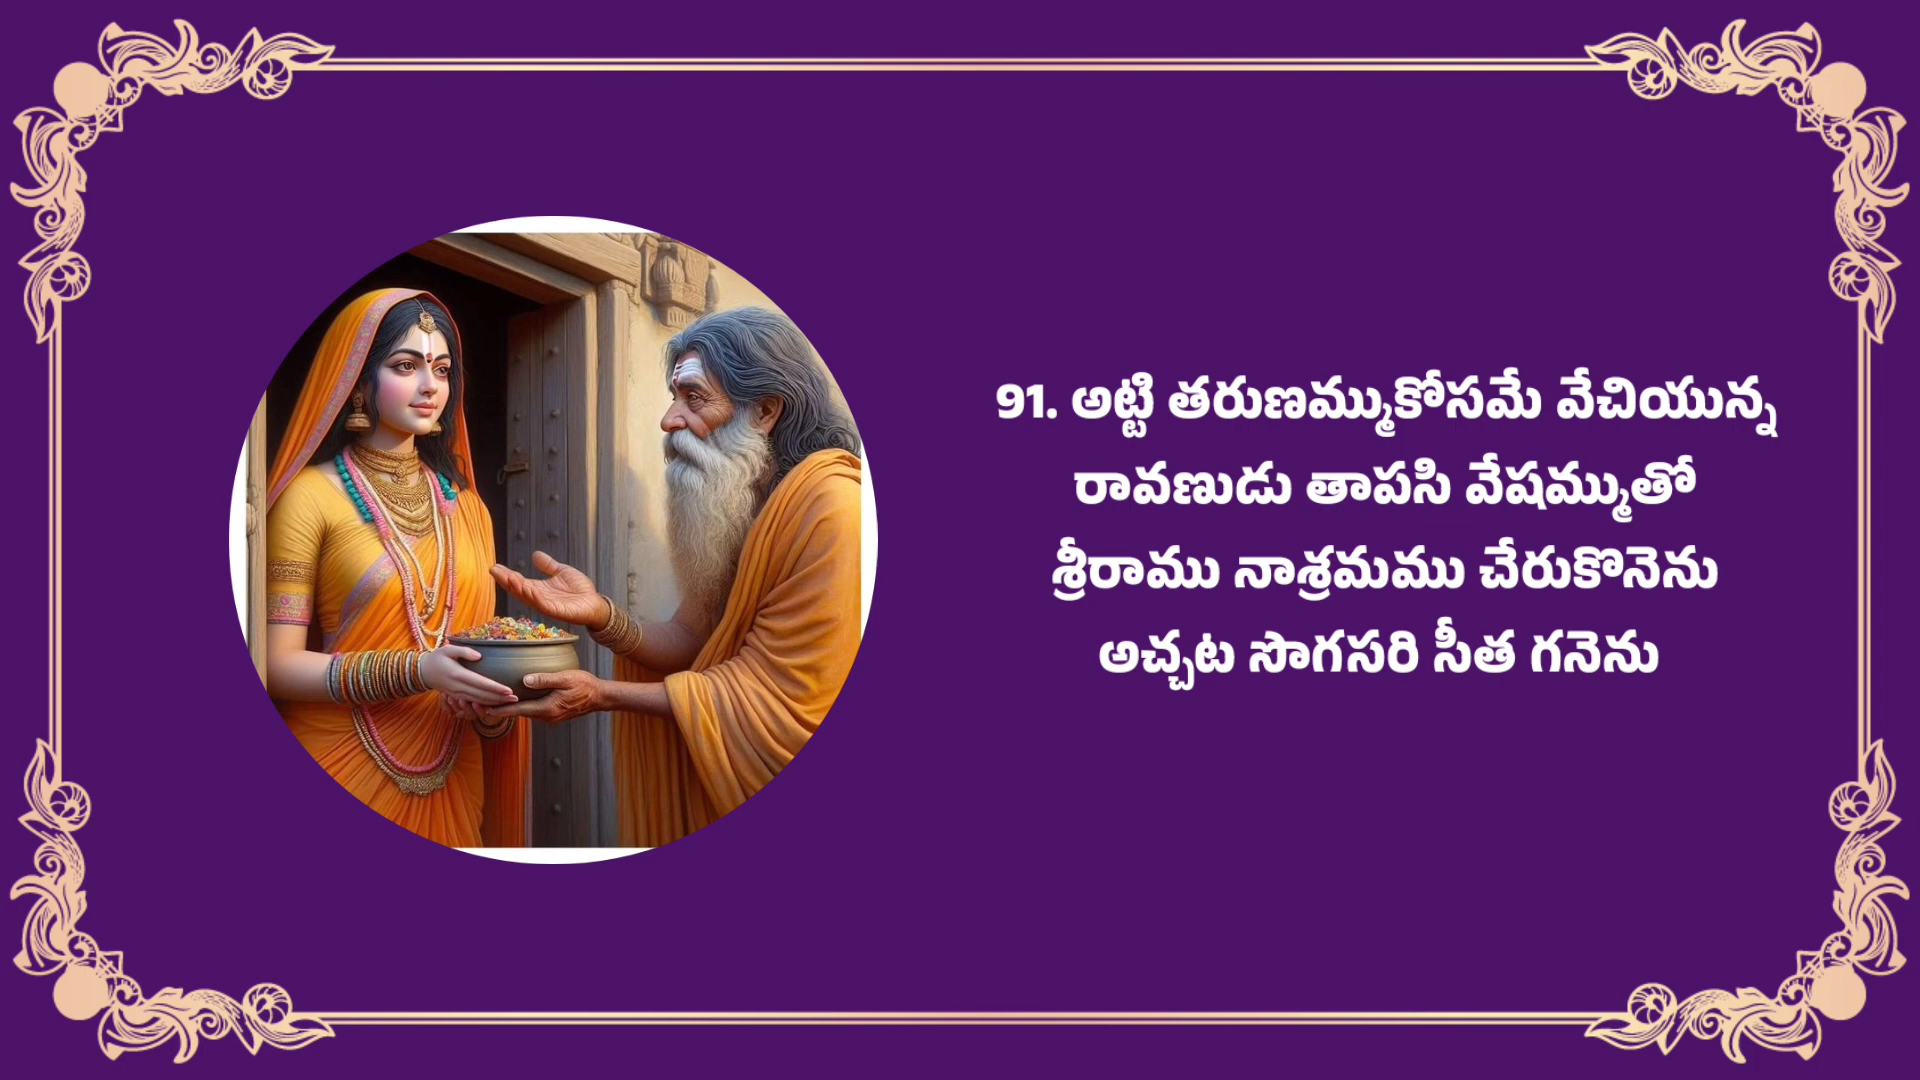 91. అట్టి తరుణమ్ముకోసమే వేచియున్న
రావణుడు తాపసి వేషమ్ముతో
శ్రీరాము నాశ్రమము చేరుకొనెను
అచ్చట సొగసరి సీత గనెను